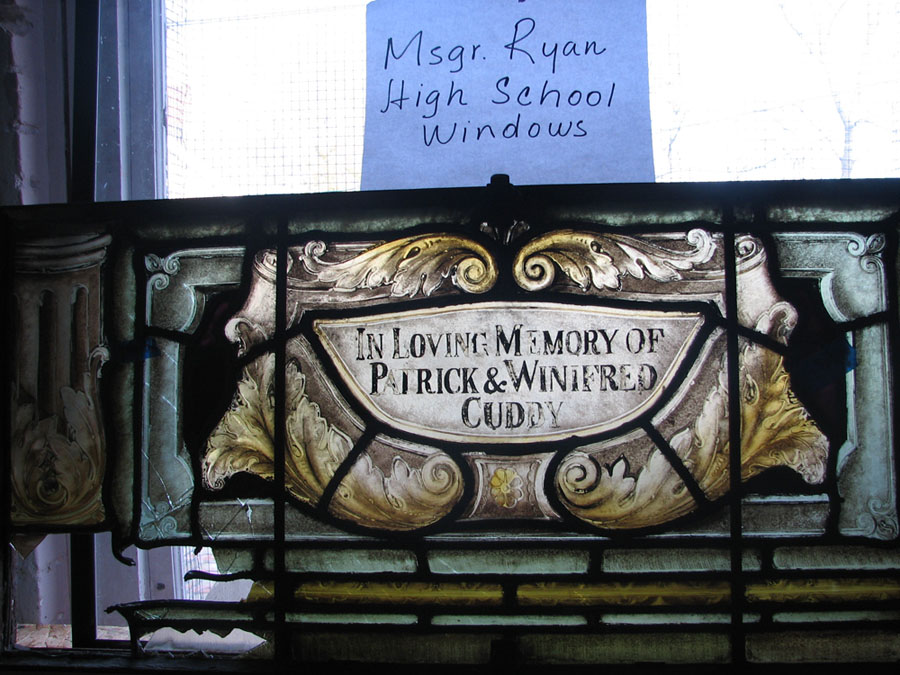 Msgr. Ryan
High School
Windows
IN LOVING MEMORY OF
PATRICK & WINIFRED
CUDDY